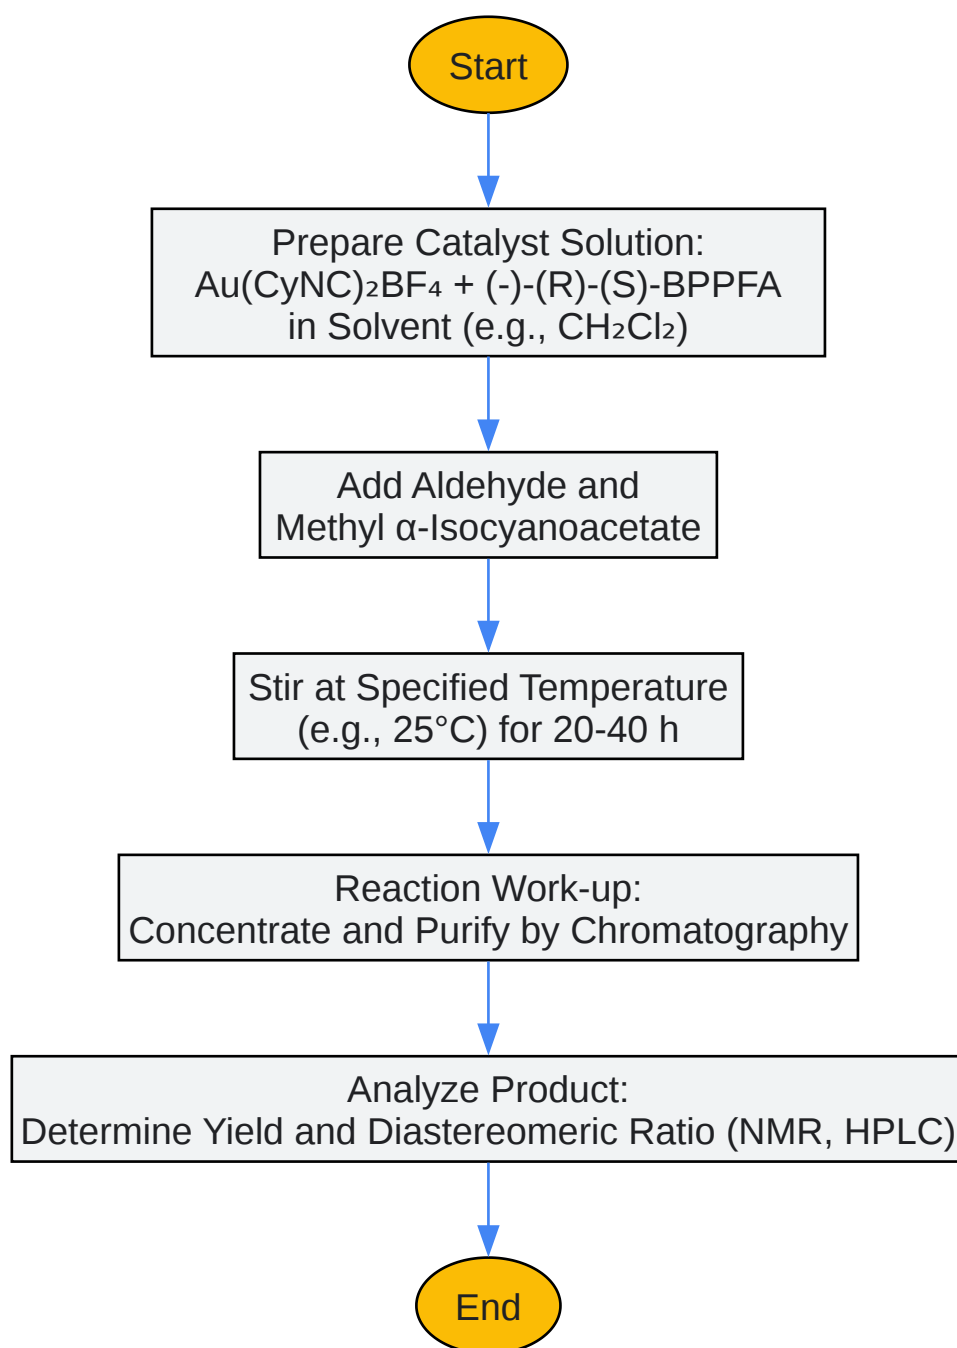 Start
Prepare Catalyst Solution:
Au(CyNC)₂BF₄ + (-)-(R)-(S)-BPPFA
in Solvent (e.g., CH₂Cl₂)
Add Aldehyde and
Methyl α-Isocyanoacetate
Stir at Specified Temperature
(e.g., 25°C) for 20-40 h
Reaction Work-up:
Concentrate and Purify by Chromatography
Analyze Product:
Determine Yield and Diastereomeric Ratio (NMR, HPLC)
End